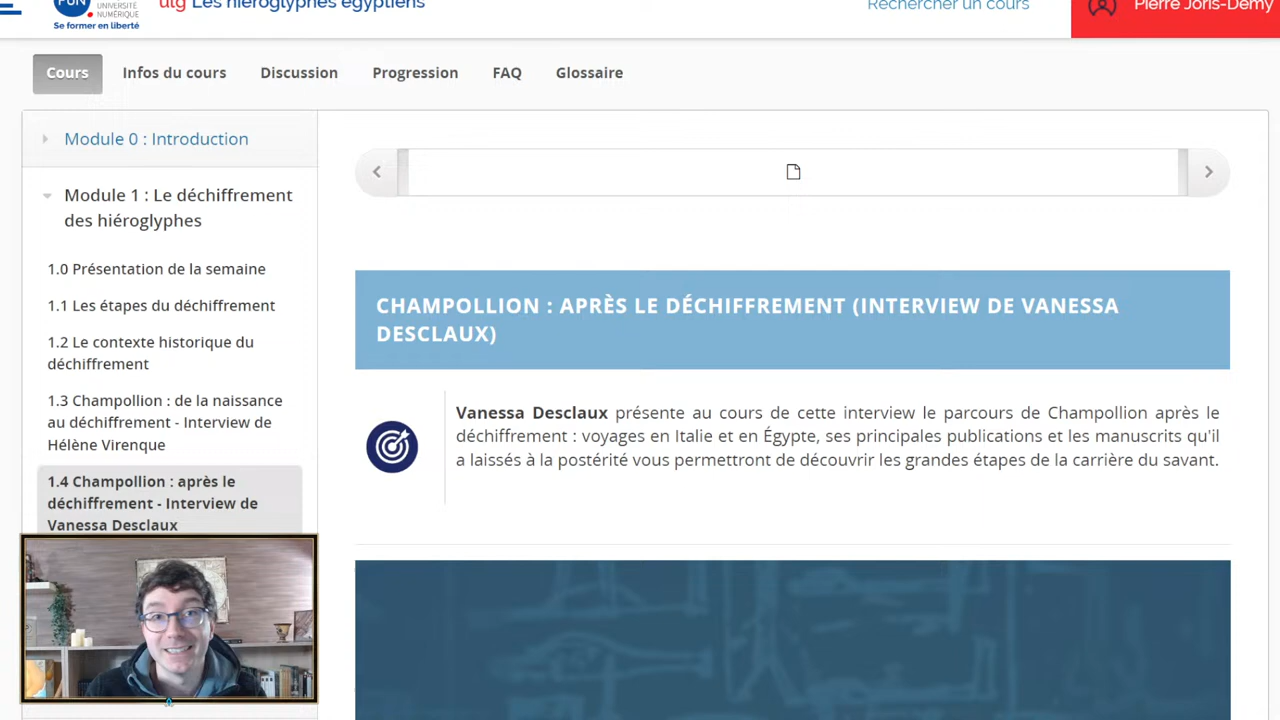 FUN
UNIVERSITÉ
NUMÉRIQUE
Se former en liberté
ulg Les hiéroglyphes égyptiens
Rechercher un cours
Pierre Joris-Demy
Cours
Infos du cours
Discussion
Progression
FAQ
Glossaire
Module 0 : Introduction
Module 1 : Le déchiffrement
des hiéroglyphes
1.0 Présentation de la semaine
1.1 Les étapes du déchiffrement
1.2 Le contexte historique du
déchiffrement
1.3 Champollion : de la naissance
au déchiffrement - Interview de
Hélène Virenque
1.4 Champollion : après le
déchiffrement - Interview de
Vanessa Desclaux
CHAMPOLLION : APRÈS LE DÉCHIFFREMENT (INTERVIEW DE VANESSA
DESCLAUX)
Vanessa Desclaux présente au cours de cette interview le parcours de Champollion après le
déchiffrement : voyages en Italie et en Égypte, ses principales publications et les manuscrits qu'il
a laissés à la postérité vous permettront de découvrir les grandes étapes de la carrière du savant.